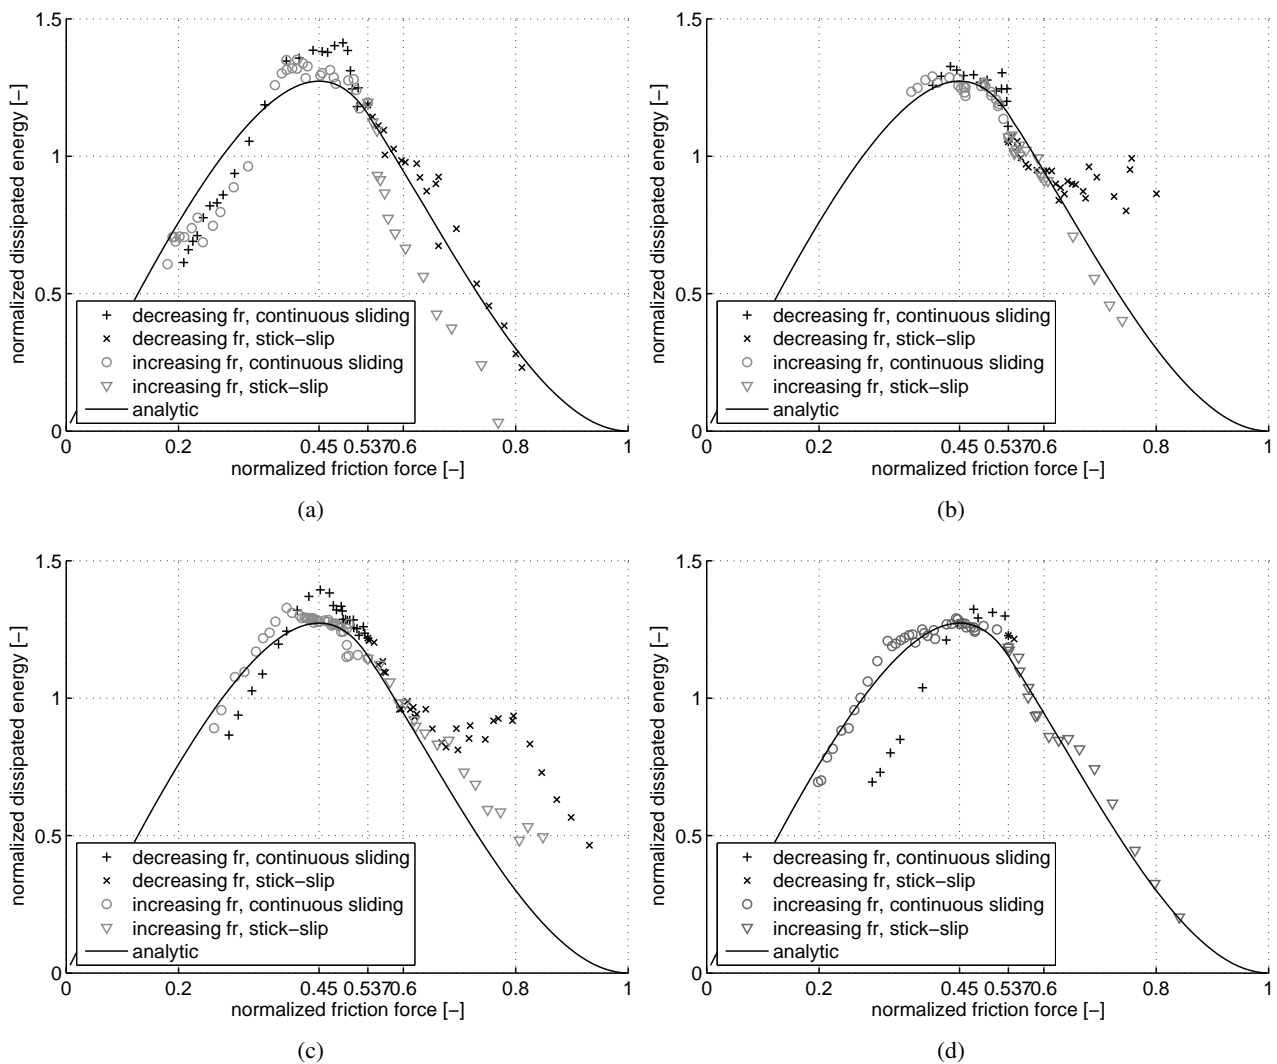 1.5
1
0.5
0
normalized dissipated energy [−]
decreasing fr, continuous sliding
decreasing fr, stick−slip
increasing fr, continuous sliding
increasing fr, stick−slip
analytic
0 0.2 0.45 0.537 0.6 0.8 1
normalized friction force [−]
(a)
1.5
1
0.5
0
normalized dissipated energy [−]
decreasing fr, continuous sliding
decreasing fr, stick−slip
increasing fr, continuous sliding
increasing fr, stick−slip
analytic
0 0.2 0.45 0.537 0.6 0.8 1
normalized friction force [−]
(b)
1.5
1
0.5
0
normalized dissipated energy [−]
decreasing fr, continuous sliding
decreasing fr, stick−slip
increasing fr, continuous sliding
increasing fr, stick−slip
analytic
0 0.2 0.45 0.537 0.6 0.8 1
normalized friction force [−]
(c)
1.5
1
0.5
0
normalized dissipated energy [−]
decreasing fr, continuous sliding
decreasing fr, stick−slip
increasing fr, continuous sliding
increasing fr, stick−slip
analytic
0 0.2 0.45 0.537 0.6 0.8 1
normalized friction force [−]
(d)